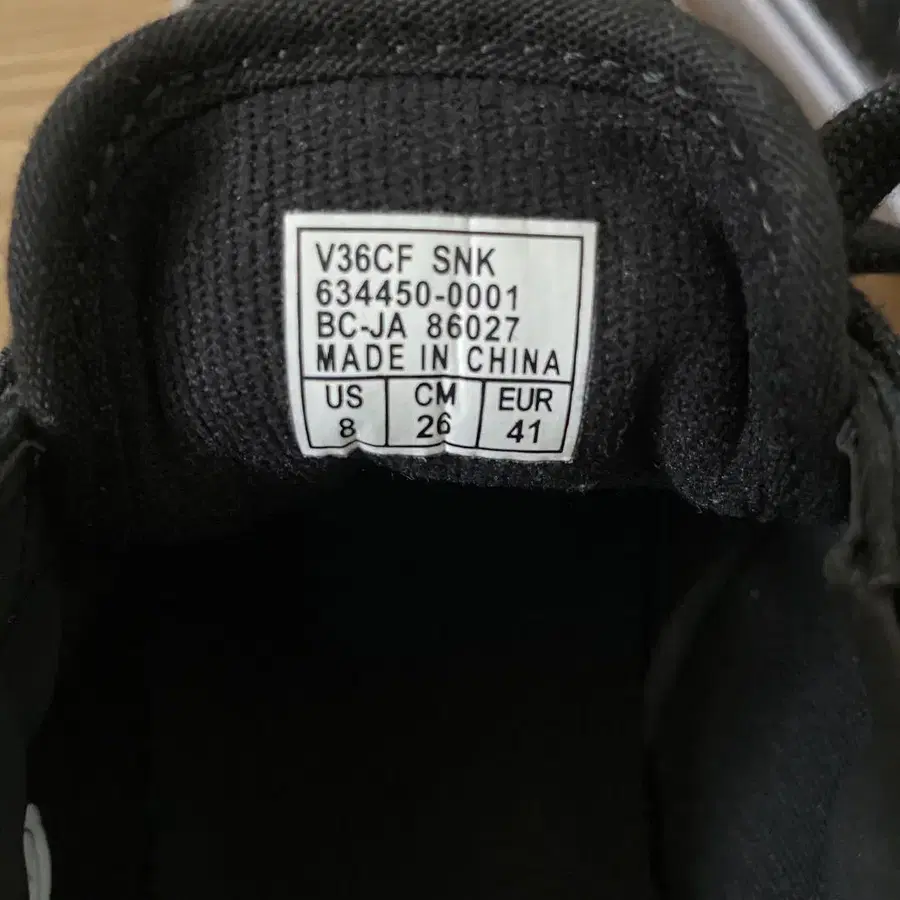 V36CF SNK
634450-0001
BC-JA 86027
MADE IN CHINA
US CM EUR
8 26 41